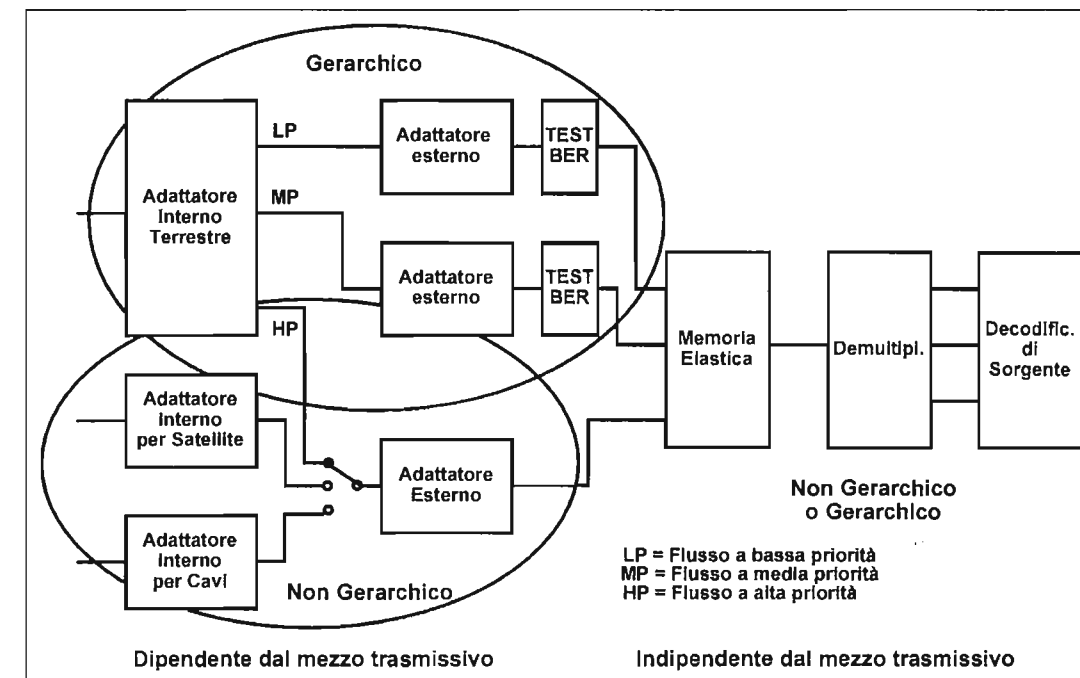 Gerarchico
Adattatore
Interno
Terrestre
LP
MP
HP
Adattatore
esterno
TEST
BER
Adattatore
esterno
TEST
BER
Adattatore
Interno
per Satellite
Adattatore
Interno
per Cavi
Adattatore
Esterno
Non Gerarchico
Memoria
Elastica
Demultipl.
Decodific.
di
Sorgente
Non Gerarchico
o Gerarchico
LP = Flusso a bassa priorità
MP = Flusso a media priorità
HP = Flusso a alta priorità
Dipendente dal mezzo trasmissivo
Indipendente dal mezzo trasmissivo